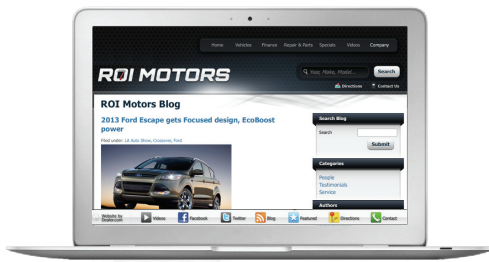 Home Vehicles Finance Repair & Parts Specials Videos Company
ROI MOTORS
Year, Make, Model... Search
Directions Contact Us
ROI Motors Blog
2013 Ford Escape gets Focused design, EcoBoost
power
Filed under: LA Auto Show, Crossover, Ford
Search Blog
Search
Submit
Categories
People
Testimonials
Service
Authors
Website by
Dealer.com
Videos Facebook Twitter Blog Featured Directions Contact